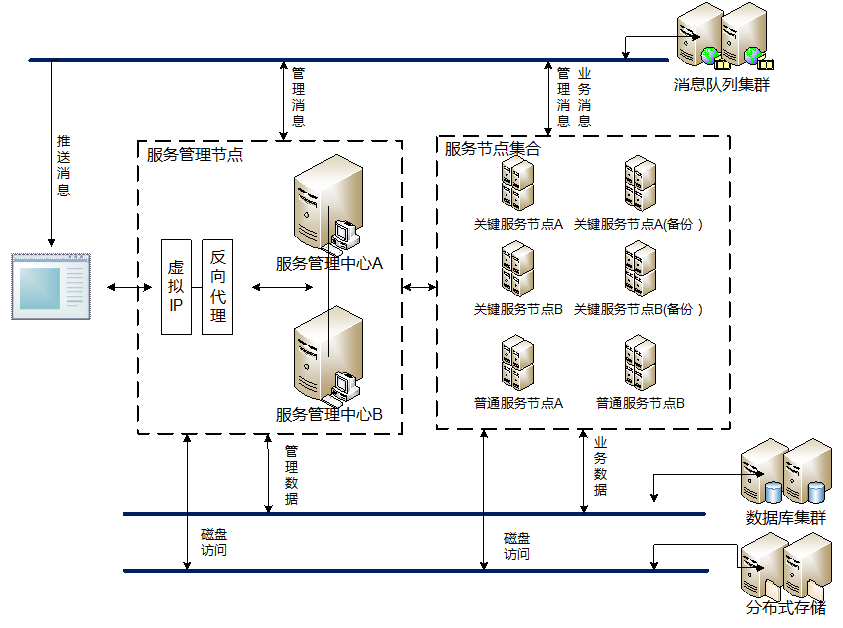 消息队列集群
管理消息
管理消息
业务消息
推送消息
服务管理节点
服务节点集合
关键服务节点A
关键服务节点A(备份）
服务管理中心A
虚拟IP
反向代理
关键服务节点B
关键服务节点B(备份）
普通服务节点A
普通服务节点B
服务管理中心B
管理数据
业务数据
数据库集群
磁盘
访问
磁盘
访问
分布式存储